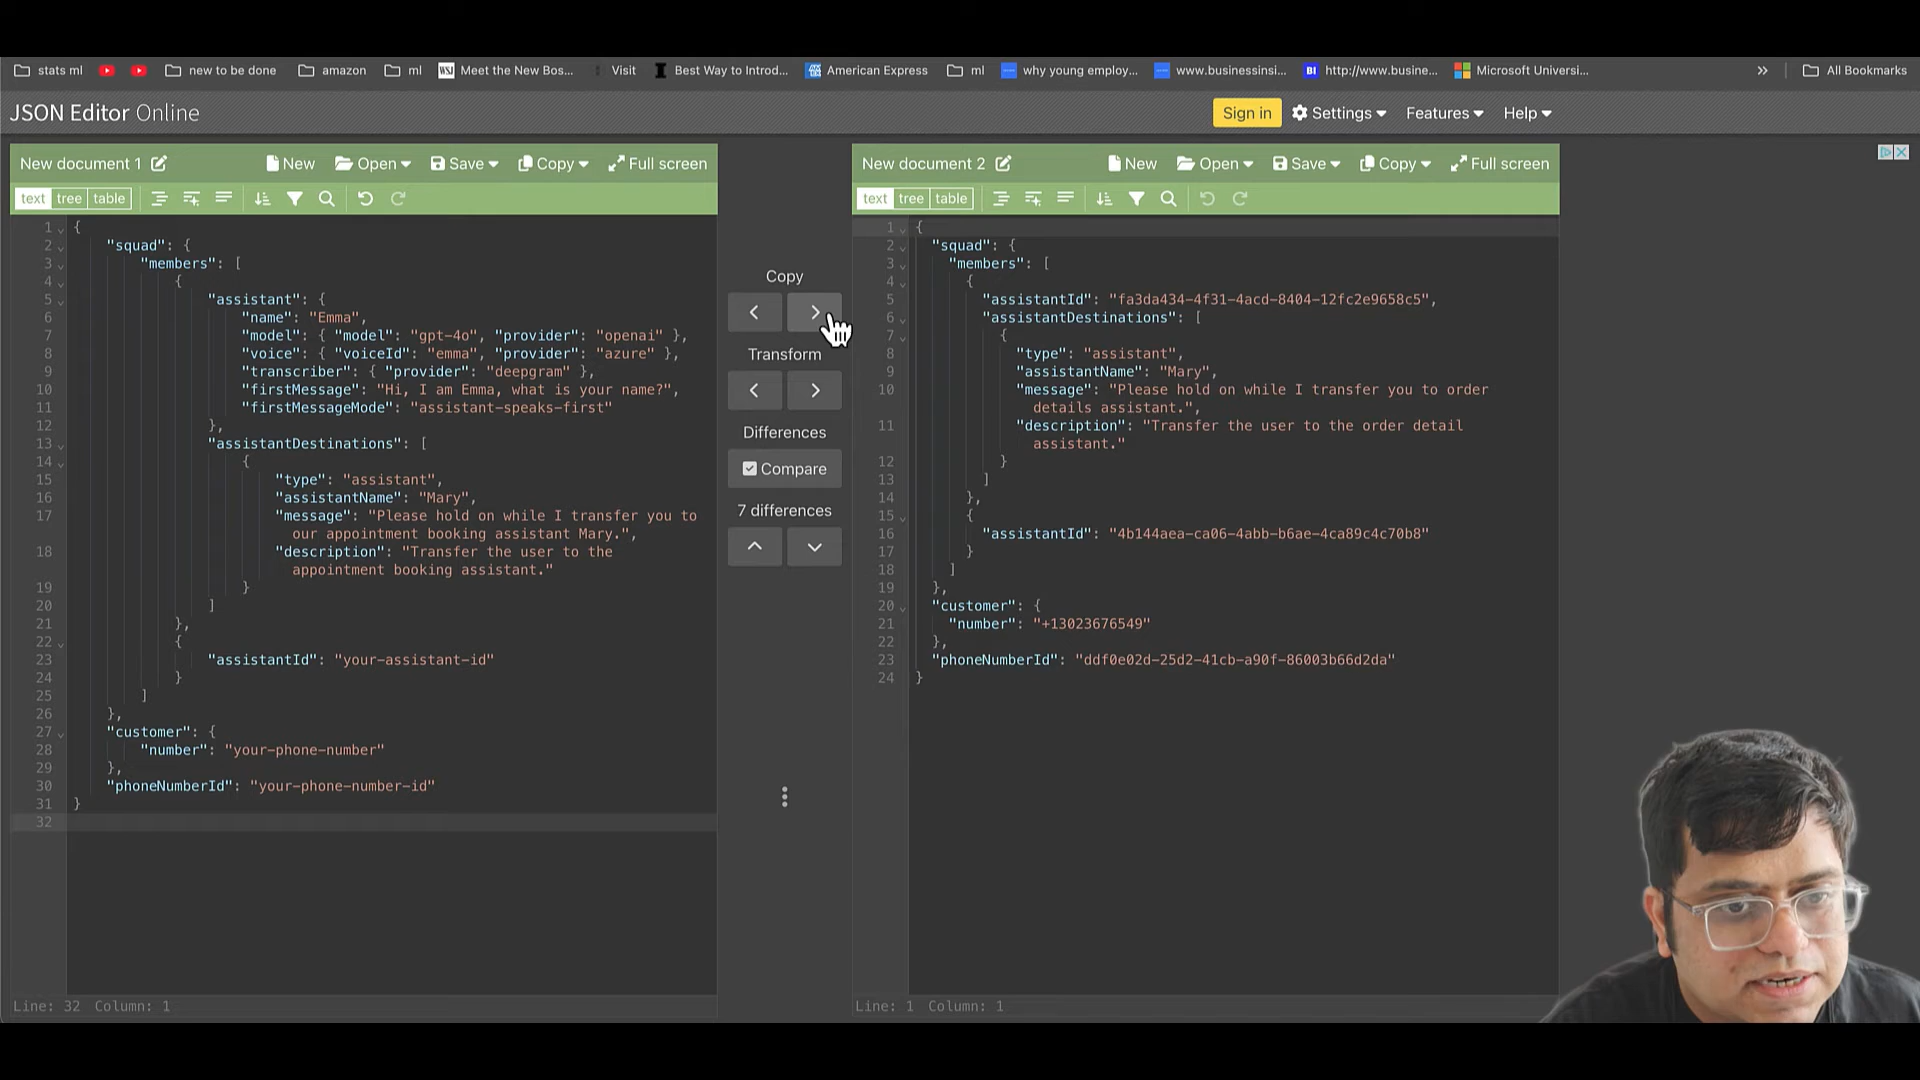 stats ml new to be done amazon ml WSJ Meet the New Bos... Visit Best Way to Introd... American Express ml why young employ... www.businessinsi... BI http://www.busine... Microsoft Universi... » All Bookmarks
JSON Editor Online Sign in Settings Features Help
New document 1 New Open Save Copy Full screen
text tree table
1 {
2 "squad": {
3 "members": [
4 {
5 "assistant": {
6 "name": "Emma",
7 "model": { "model": "gpt-4o", "provider": "openai" },
8 "voice": { "voiceId": "emma", "provider": "azure" },
9 "transcriber": { "provider": "deepgram" },
10 "firstMessage": "Hi, I am Emma, what is your name?",
11 "firstMessageMode": "assistant-speaks-first"
12 },
13 "assistantDestinations": [
14 {
15 "type": "assistant",
16 "assistantName": "Mary",
17 "message": "Please hold on while I transfer you to
our appointment booking assistant Mary.",
18 "description": "Transfer the user to the
appointment booking assistant."
19 }
20 ]
21 },
22 {
23 "assistantId": "your-assistant-id"
24 }
25 ]
26 },
27 "customer": {
28 "number": "your-phone-number"
29 },
30 "phoneNumberId": "your-phone-number-id"
31 }
32
Line: 32 Column: 1
Copy
< >
Transform
< >
Differences
Compare
7 differences
New document 2 New Open Save Copy Full screen
text tree table
1 {
2 "squad": {
3 "members": [
4 {
5 "assistantId": "fa3da434-4f31-4acd-8404-12fc2e9658c5",
6 "assistantDestinations": [
7 {
8 "type": "assistant",
9 "assistantName": "Mary",
10 "message": "Please hold on while I transfer you to order
details assistant.",
11 "description": "Transfer the user to the order detail
assistant."
12 }
13 ]
14 },
15 {
16 "assistantId": "4b144aea-ca06-4abb-b6ae-4ca89c4c70b8"
17 }
18 ]
19 },
20 "customer": {
21 "number": "+13023676549"
22 },
23 "phoneNumberId": "ddf0e02d-25d2-41cb-a90f-86003b66d2da"
24 }
Line: 1 Column: 1